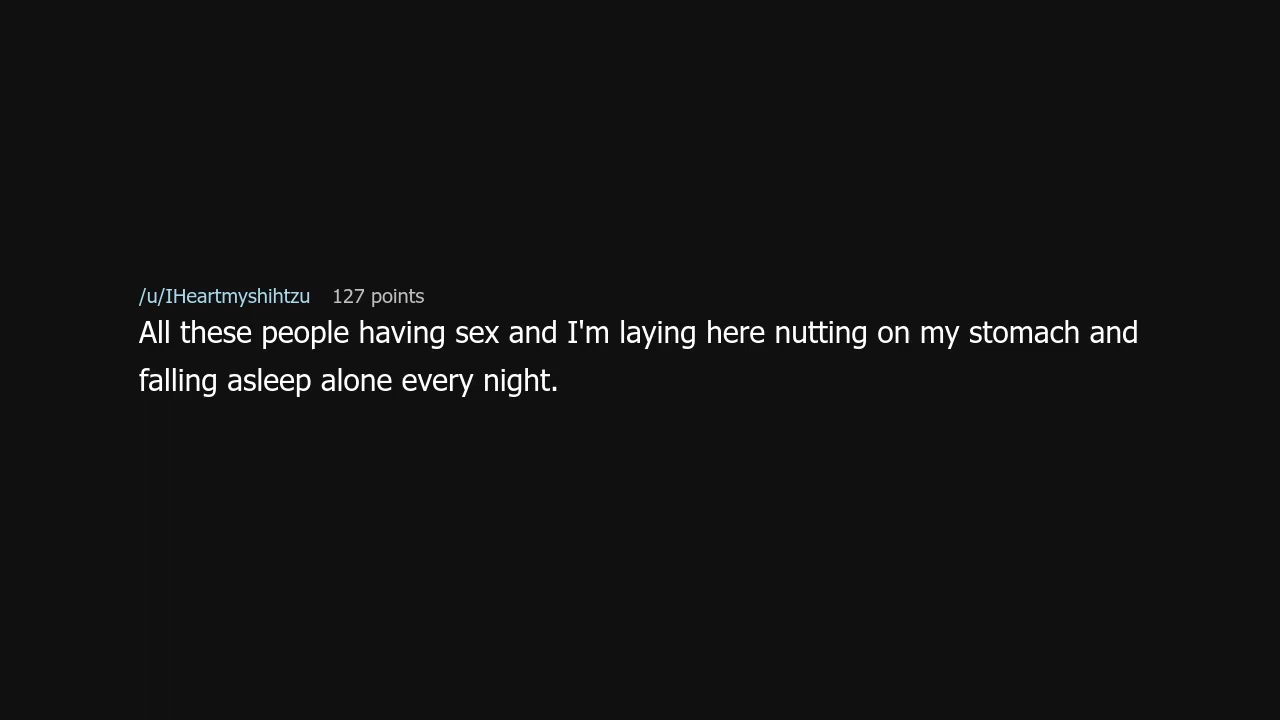 /u/IHeartmyshihtzu 127 points
All these people having sex and I'm laying here nutting on my stomach and
falling asleep alone every night.